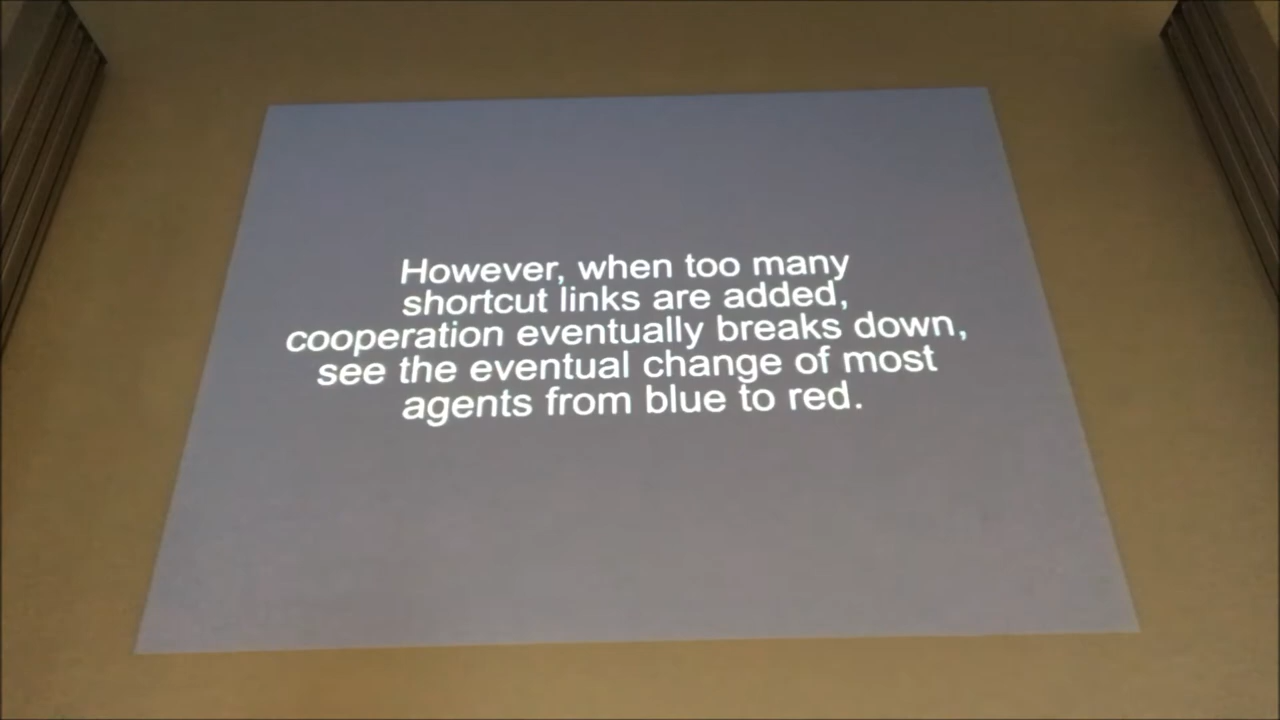 However, when too many
shortcut links are added,
cooperation eventually breaks down,
see the eventual change of most
agents from blue to red.